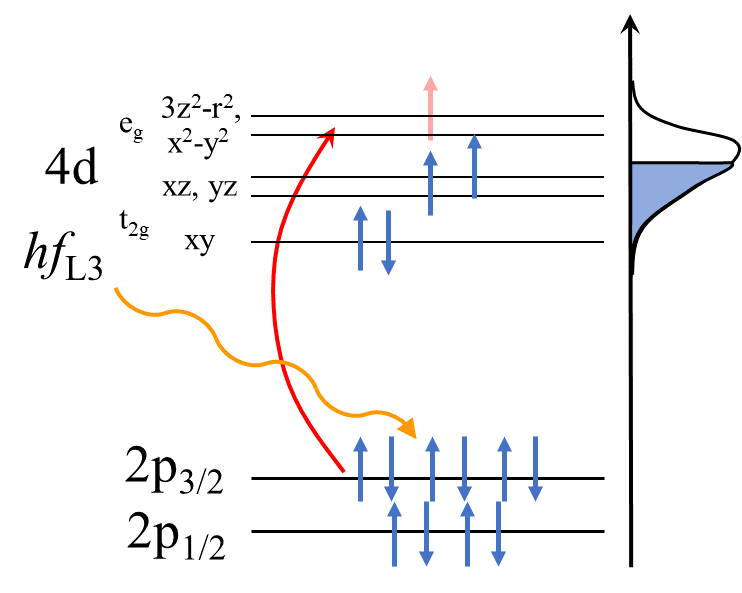 3z²-r²,
e_g
x²-y²
4d
xz, yz
t_2g
xy
hf_L3
2p_3/2
2p_1/2